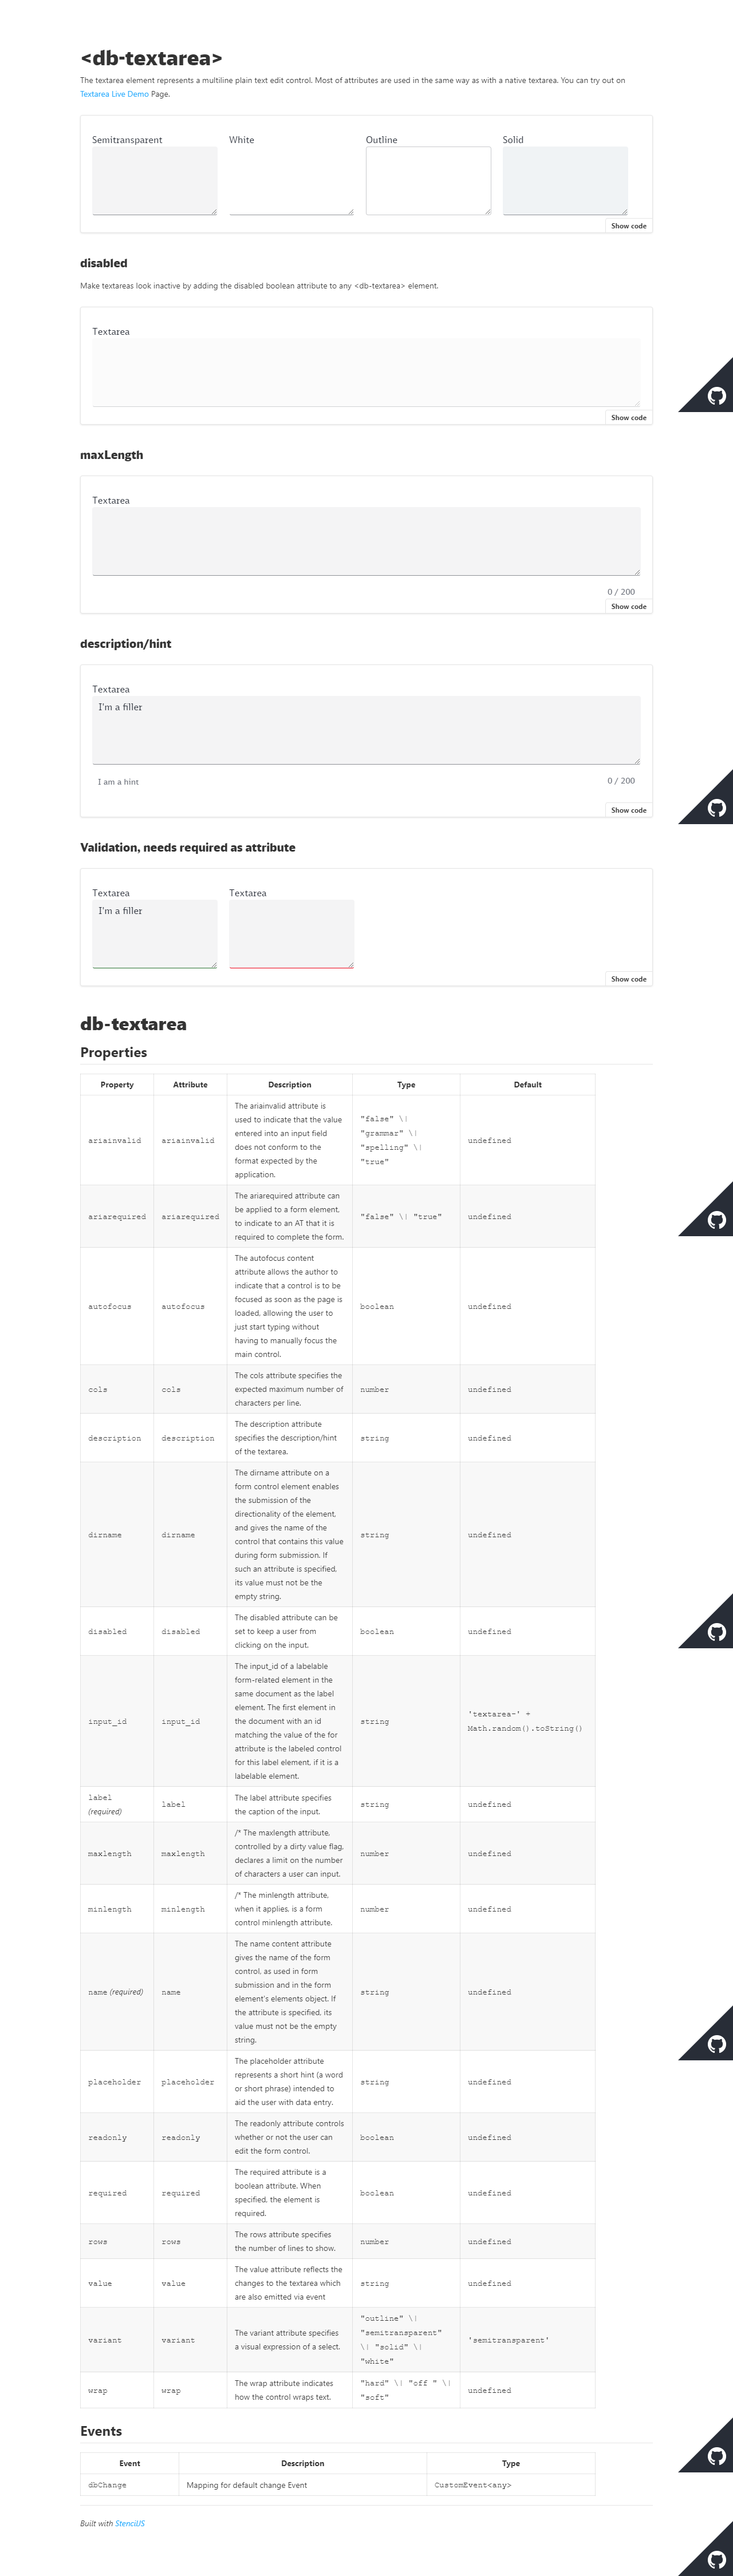 <db-textarea>
The textarea element represents a multiline plain text edit control. Most of attributes are used in the same way as with a native textarea. You can try out on
Textarea Live Demo Page.
Semitransparent White Outline Solid
Show code
disabled
Make textareas look inactive by adding the disabled boolean attribute to any <db-textarea> element.
Textarea
Show code
maxLength
Textarea
0 / 200
Show code
description/hint
Textarea
I'm a filler
I am a hint 0 / 200
Show code
Validation, needs required as attribute
Textarea Textarea
I'm a filler
Show code
db-textarea
Properties
Property Attribute Description Type Default
ariainvalid ariainvalid The ariainvalid attribute is
used to indicate that the value
entered into an input field
does not conform to the
format expected by the
application.
"false" \|
"grammar" \|
"spelling" \|
"true"
undefined
ariarequired ariarequired The ariarequired attribute can
be applied to a form element,
to indicate to an AT that it is
required to complete the form.
"false" \| "true" undefined
autofocus autofocus The autofocus content
attribute allows the author to
indicate that a control is to be
focused as soon as the page is
loaded, allowing the user to
just start typing without
having to manually focus the
main control.
boolean undefined
cols cols The cols attribute specifies the
expected maximum number of
characters per line.
number undefined
description description The description attribute
specifies the description/hint
of the textarea.
string undefined
dirname dirname The dirname attribute on a
form control element enables
the submission of the
directionality of the element,
and gives the name of the
control that contains this value
during form submission. If
such an attribute is specified,
its value must not be the
empty string.
string undefined
disabled disabled The disabled attribute can be
set to keep a user from
clicking on the input.
boolean undefined
input_id input_id The input_id of a labelable
form-related element in the
same document as the label
element. The first element in
the document with an id
matching the value of the for
attribute is the labeled control
for this label element, if it is a
labelable element.
string
'textarea-' +
Math.random().toString()
label
(required)
label The label attribute specifies
the caption of the input.
string undefined
maxlength maxlength /* The maxlength attribute,
controlled by a dirty value flag,
declares a limit on the number
of characters a user can input.
number undefined
minlength minlength /* The minlength attribute,
when it applies, is a form
control minlength attribute.
number undefined
name (required) name The name content attribute
gives the name of the form
control, as used in form
submission and in the form
element's elements object. If
the attribute is specified, its
value must not be the empty
string.
string undefined
placeholder placeholder The placeholder attribute
represents a short hint (a word
or short phrase) intended to
aid the user with data entry.
string undefined
readonly readonly The readonly attribute controls
whether or not the user can
edit the form control.
boolean undefined
required required The required attribute is a
boolean attribute. When
specified, the element is
required.
boolean undefined
rows rows The rows attribute specifies
the number of lines to show.
number undefined
value value The value attribute reflects the
changes to the textarea which
are also emitted via event
string undefined
variant variant The variant attribute specifies
a visual expression of a select.
"outline" \|
"semitransparent"
\| "solid" \|
"white"
'semitransparent'
wrap wrap The wrap attribute indicates
how the control wraps text.
"hard" \| "off " \|
"soft"
undefined
Events
Event Description Type
dbChange Mapping for default change Event CustomEvent<any>
Built with StencilJS